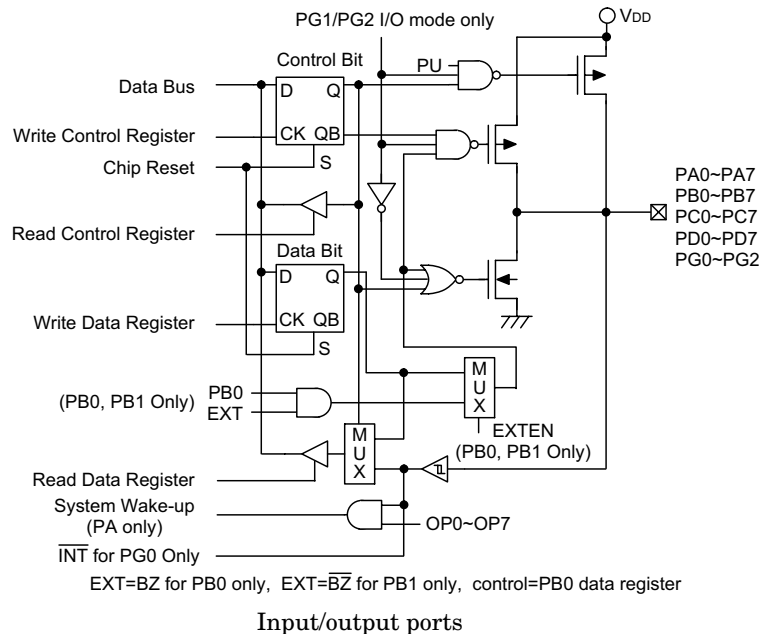 PG1/PG2 I/O mode only
VDD
Control Bit
PU
Data Bus
D
Q
Write Control Register
CK
QB
Chip Reset
S
PA0~PA7
PB0~PB7
PC0~PC7
PD0~PD7
PG0~PG2
Read Control Register
Data Bit
D
Q
Write Data Register
CK
QB
S
M
U
X
(PB0, PB1 Only)
PB0
EXT
EXTEN
(PB0, PB1 Only)
M
U
X
Read Data Register
System Wake-up
(PA only)
OP0~OP7
I̅N̅T̅ for PG0 Only
EXT=BZ for PB0 only, EXT=B̅Z̅ for PB1 only, control=PB0 data register
Input/output ports